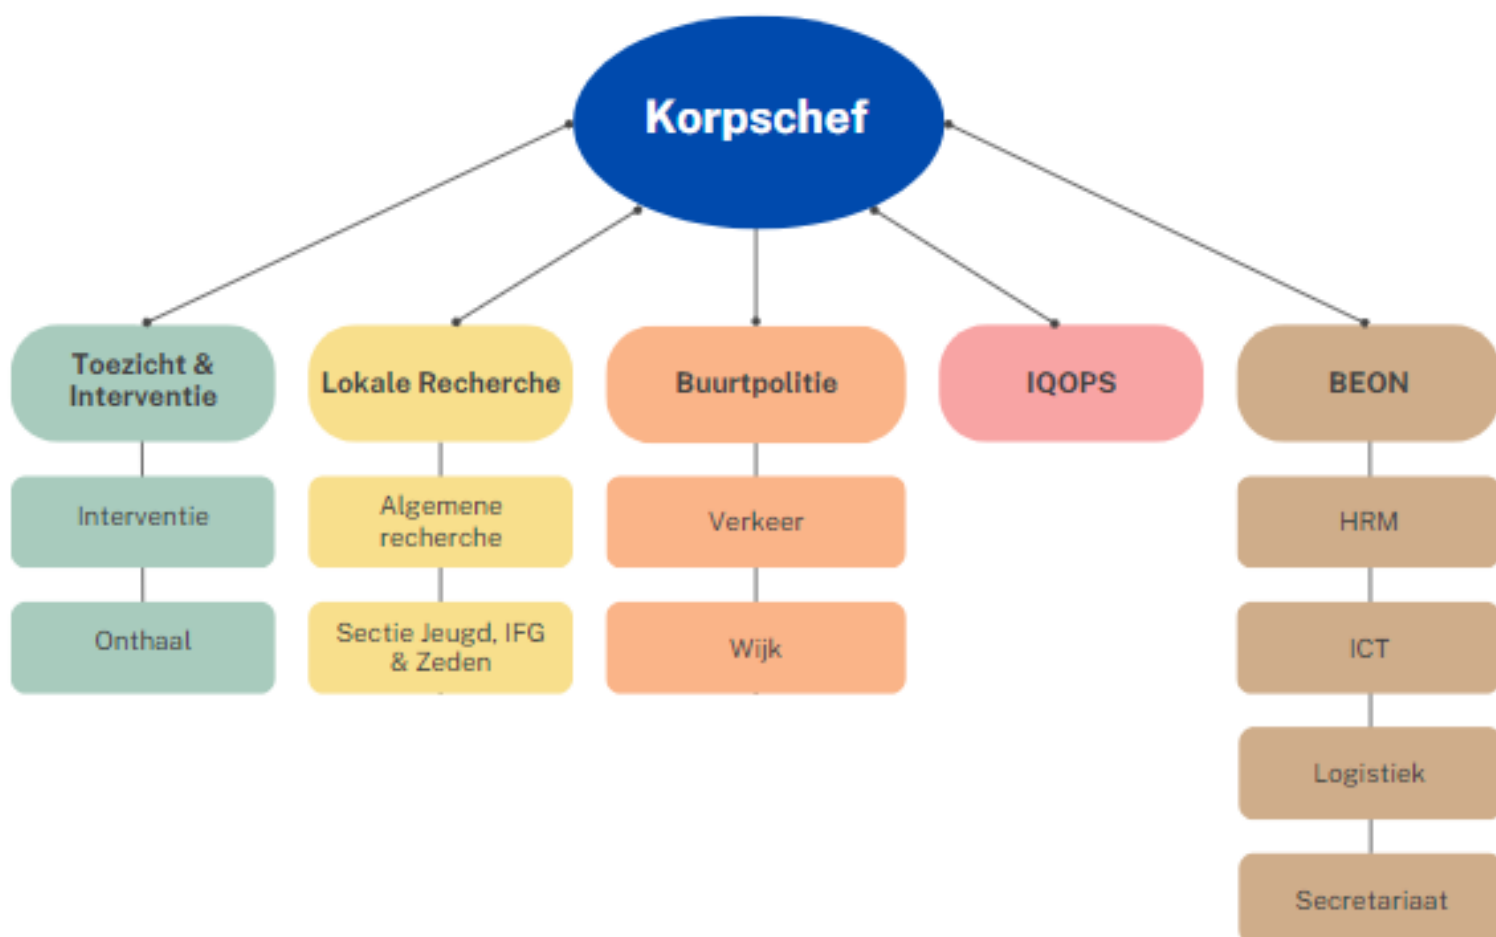 Korpschef
Toezicht &
Interventie
Lokale Recherche
Buurtpolitie
IQOPS
BEON
Interventie
Algemene
recherche
Verkeer
HRM
Onthaal
Sectie Jeugd, IFG
& Zeden
Wijk
ICT
Logistiek
Secretariaat